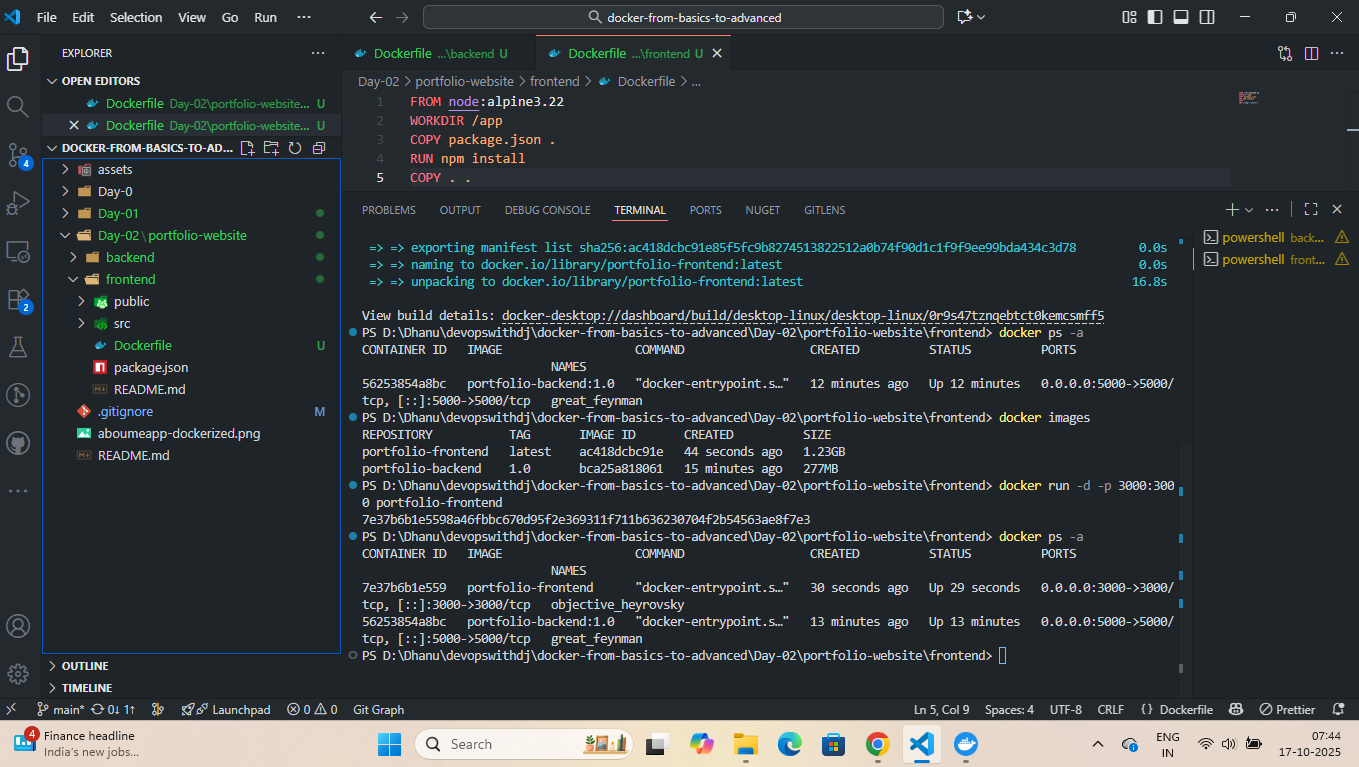 File Edit Selection View Go Run ···
docker-from-basics-to-advanced
EXPLORER ···
OPEN EDITORS
Dockerfile Day-02\portfolio-website... U
Dockerfile Day-02\portfolio-website... U
DOCKER-FROM-BASICS-TO-AD...
assets
Day-0
Day-01
Day-02 \ portfolio-website
backend
frontend
public
src
Dockerfile U
package.json
README.md
.gitignore M
aboumeapp-dockerized.png
README.md
OUTLINE
TIMELINE
4
2
Dockerfile ...\backend U
Dockerfile ...\frontend U
Day-02 > portfolio-website > frontend > Dockerfile > ...
1 FROM node:alpine3.22
2 WORKDIR /app
3 COPY package.json .
4 RUN npm install
5 COPY . .
PROBLEMS OUTPUT DEBUG CONSOLE TERMINAL PORTS NUGET GITLENS
=> => exporting manifest list sha256:ac418dcbc91e85f5fc9b8274513822512a0b74f90d1c1f9f9ee99bda434c3d78 0.0s
=> => naming to docker.io/library/portfolio-frontend:latest 0.0s
=> => unpacking to docker.io/library/portfolio-frontend:latest 16.8s
View build details: docker-desktop://dashboard/build/desktop-linux/desktop-linux/0r9s47tznqebtct0kemcsmff5
PS D:\Dhanu\devopswithdj\docker-from-basics-to-advanced\Day-02\portfolio-website\frontend> docker ps -a
CONTAINER ID IMAGE COMMAND CREATED STATUS PORTS
NAMES
56253854a8bc portfolio-backend:1.0 "docker-entrypoint.s…" 12 minutes ago Up 12 minutes 0.0.0.0:5000->5000/
tcp, [::]:5000->5000/tcp great_feynman
PS D:\Dhanu\devopswithdj\docker-from-basics-to-advanced\Day-02\portfolio-website\frontend> docker images
REPOSITORY TAG IMAGE ID CREATED SIZE
portfolio-frontend latest ac418dcbc91e 44 seconds ago 1.23GB
portfolio-backend 1.0 bca25a818061 15 minutes ago 277MB
PS D:\Dhanu\devopswithdj\docker-from-basics-to-advanced\Day-02\portfolio-website\frontend> docker run -d -p 3000:300
0 portfolio-frontend
7e37b6b1e5598a46fbbc670d95f2e369311f711b636230704f2b54563ae8f7e3
PS D:\Dhanu\devopswithdj\docker-from-basics-to-advanced\Day-02\portfolio-website\frontend> docker ps -a
CONTAINER ID IMAGE COMMAND CREATED STATUS PORTS
NAMES
7e37b6b1e559 portfolio-frontend "docker-entrypoint.s…" 30 seconds ago Up 29 seconds 0.0.0.0:3000->3000/
tcp, [::]:3000->3000/tcp objective_heyrovsky
56253854a8bc portfolio-backend:1.0 "docker-entrypoint.s…" 13 minutes ago Up 13 minutes 0.0.0.0:5000->5000/
tcp, [::]:5000->5000/tcp great_feynman
PS D:\Dhanu\devopswithdj\docker-from-basics-to-advanced\Day-02\portfolio-website\frontend>
powershell back...
powershell front...
main* 0↓ 1↑ Launchpad 0 0 Git Graph Ln 5, Col 9 Spaces: 4 UTF-8 CRLF {} Dockerfile Prettier
4 Finance headline
India's new jobs...
Search
ENG
IN
07:44
17-10-2025